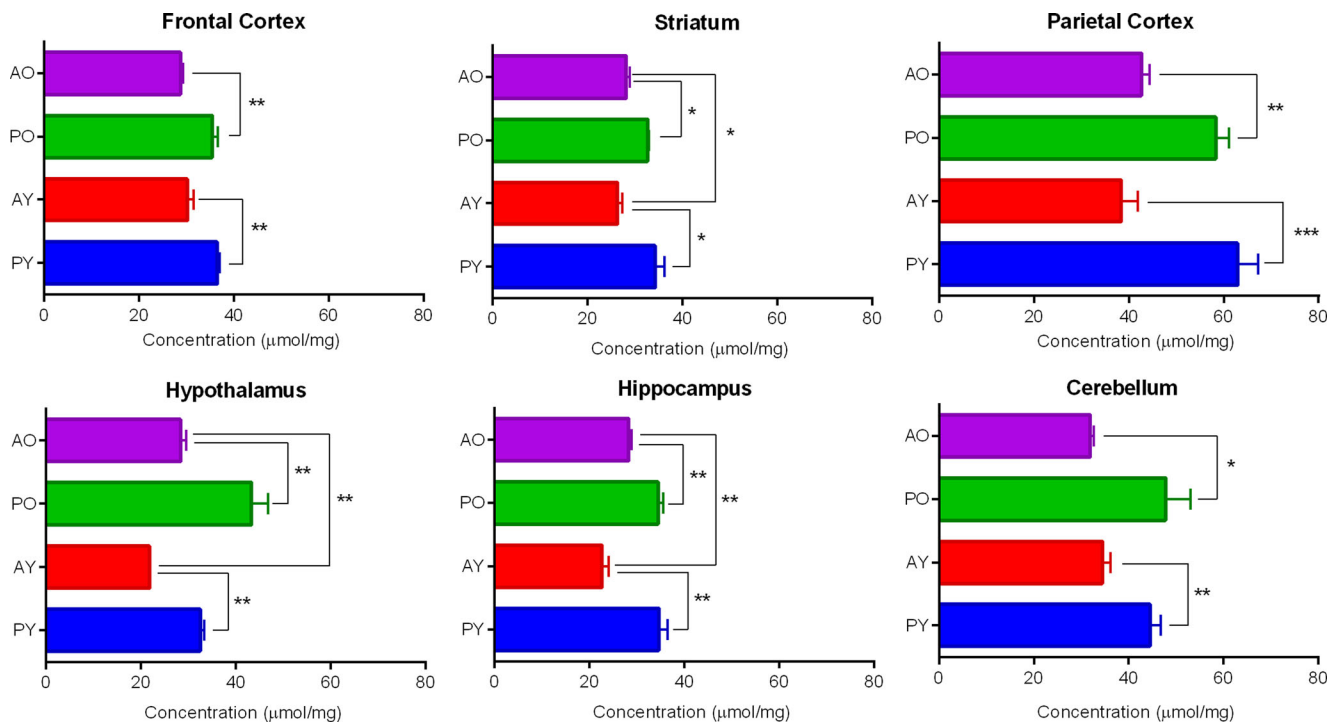 Frontal Cortex
AO
**
PO
AY
**
PY
0 20 40 60 80
Concentration (μmol/mg)
Striatum
AO
*
PO
*
AY
*
PY
0 20 40 60 80
Concentration (μmol/mg)
Parietal Cortex
AO
**
PO
AY
***
PY
0 20 40 60 80
Concentration (μmol/mg)
Hypothalamus
AO
**
PO
**
AY
**
PY
0 20 40 60 80
Concentration (μmol/mg)
Hippocampus
AO
**
PO
**
AY
**
PY
0 20 40 60 80
Concentration (μmol/mg)
Cerebellum
AO
*
PO
AY
**
PY
0 20 40 60 80
Concentration (μmol/mg)